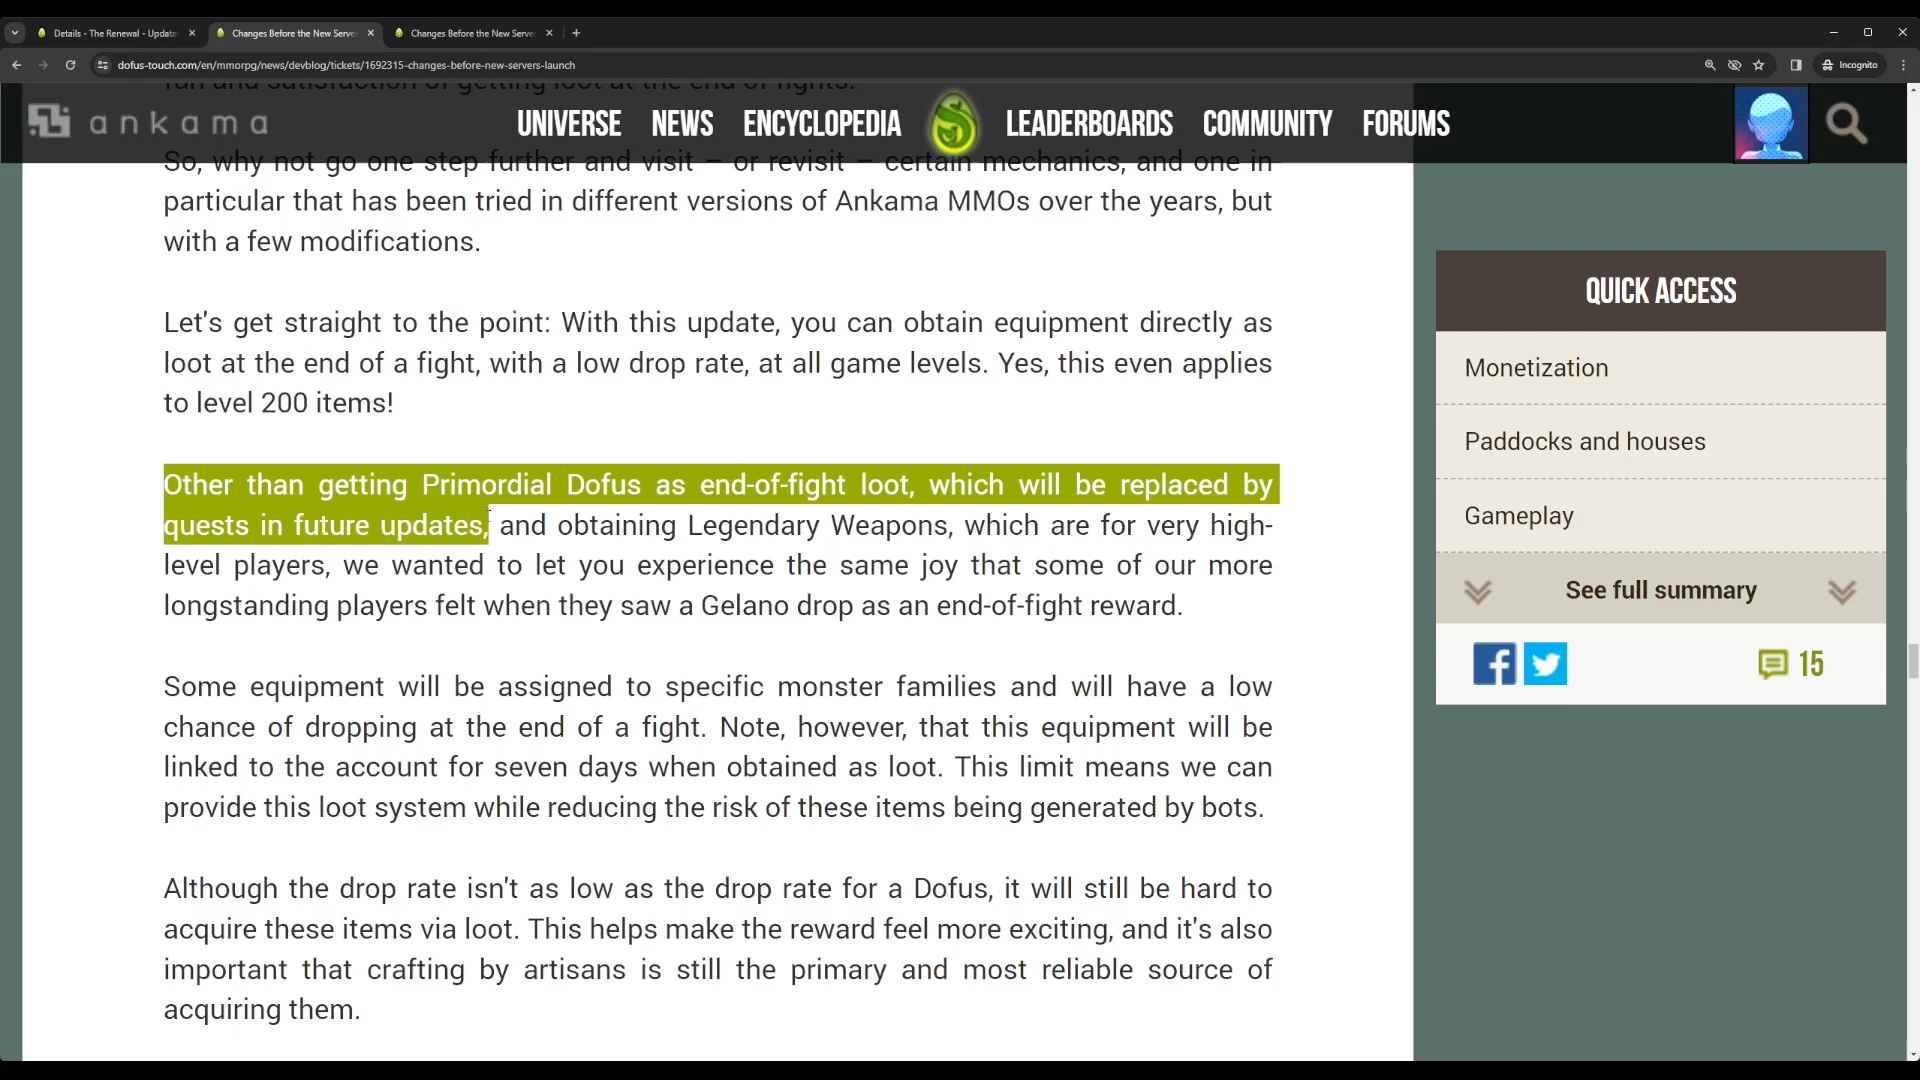 Details - The Renewal - Update
Changes Before the New Serve
Changes Before the New Serve
dofus-touch.com/en/mmorpg/news/devblog/tickets/1692315-changes-before-new-servers-launch
Incognito
fun and satisfaction of getting loot at the end of fights.
ankama
UNIVERSE NEWS ENCYCLOPEDIA LEADERBOARDS COMMUNITY FORUMS
So, why not go one step further and visit – or revisit – certain mechanics, and one in
particular that has been tried in different versions of Ankama MMOs over the years, but
with a few modifications.
Let's get straight to the point: With this update, you can obtain equipment directly as
loot at the end of a fight, with a low drop rate, at all game levels. Yes, this even applies
to level 200 items!
Other than getting Primordial Dofus as end-of-fight loot, which will be replaced by
quests in future updates, and obtaining Legendary Weapons, which are for very high-
level players, we wanted to let you experience the same joy that some of our more
longstanding players felt when they saw a Gelano drop as an end-of-fight reward.
Some equipment will be assigned to specific monster families and will have a low
chance of dropping at the end of a fight. Note, however, that this equipment will be
linked to the account for seven days when obtained as loot. This limit means we can
provide this loot system while reducing the risk of these items being generated by bots.
Although the drop rate isn't as low as the drop rate for a Dofus, it will still be hard to
acquire these items via loot. This helps make the reward feel more exciting, and it's also
important that crafting by artisans is still the primary and most reliable source of
acquiring them.
QUICK ACCESS
Monetization
Paddocks and houses
Gameplay
See full summary
15